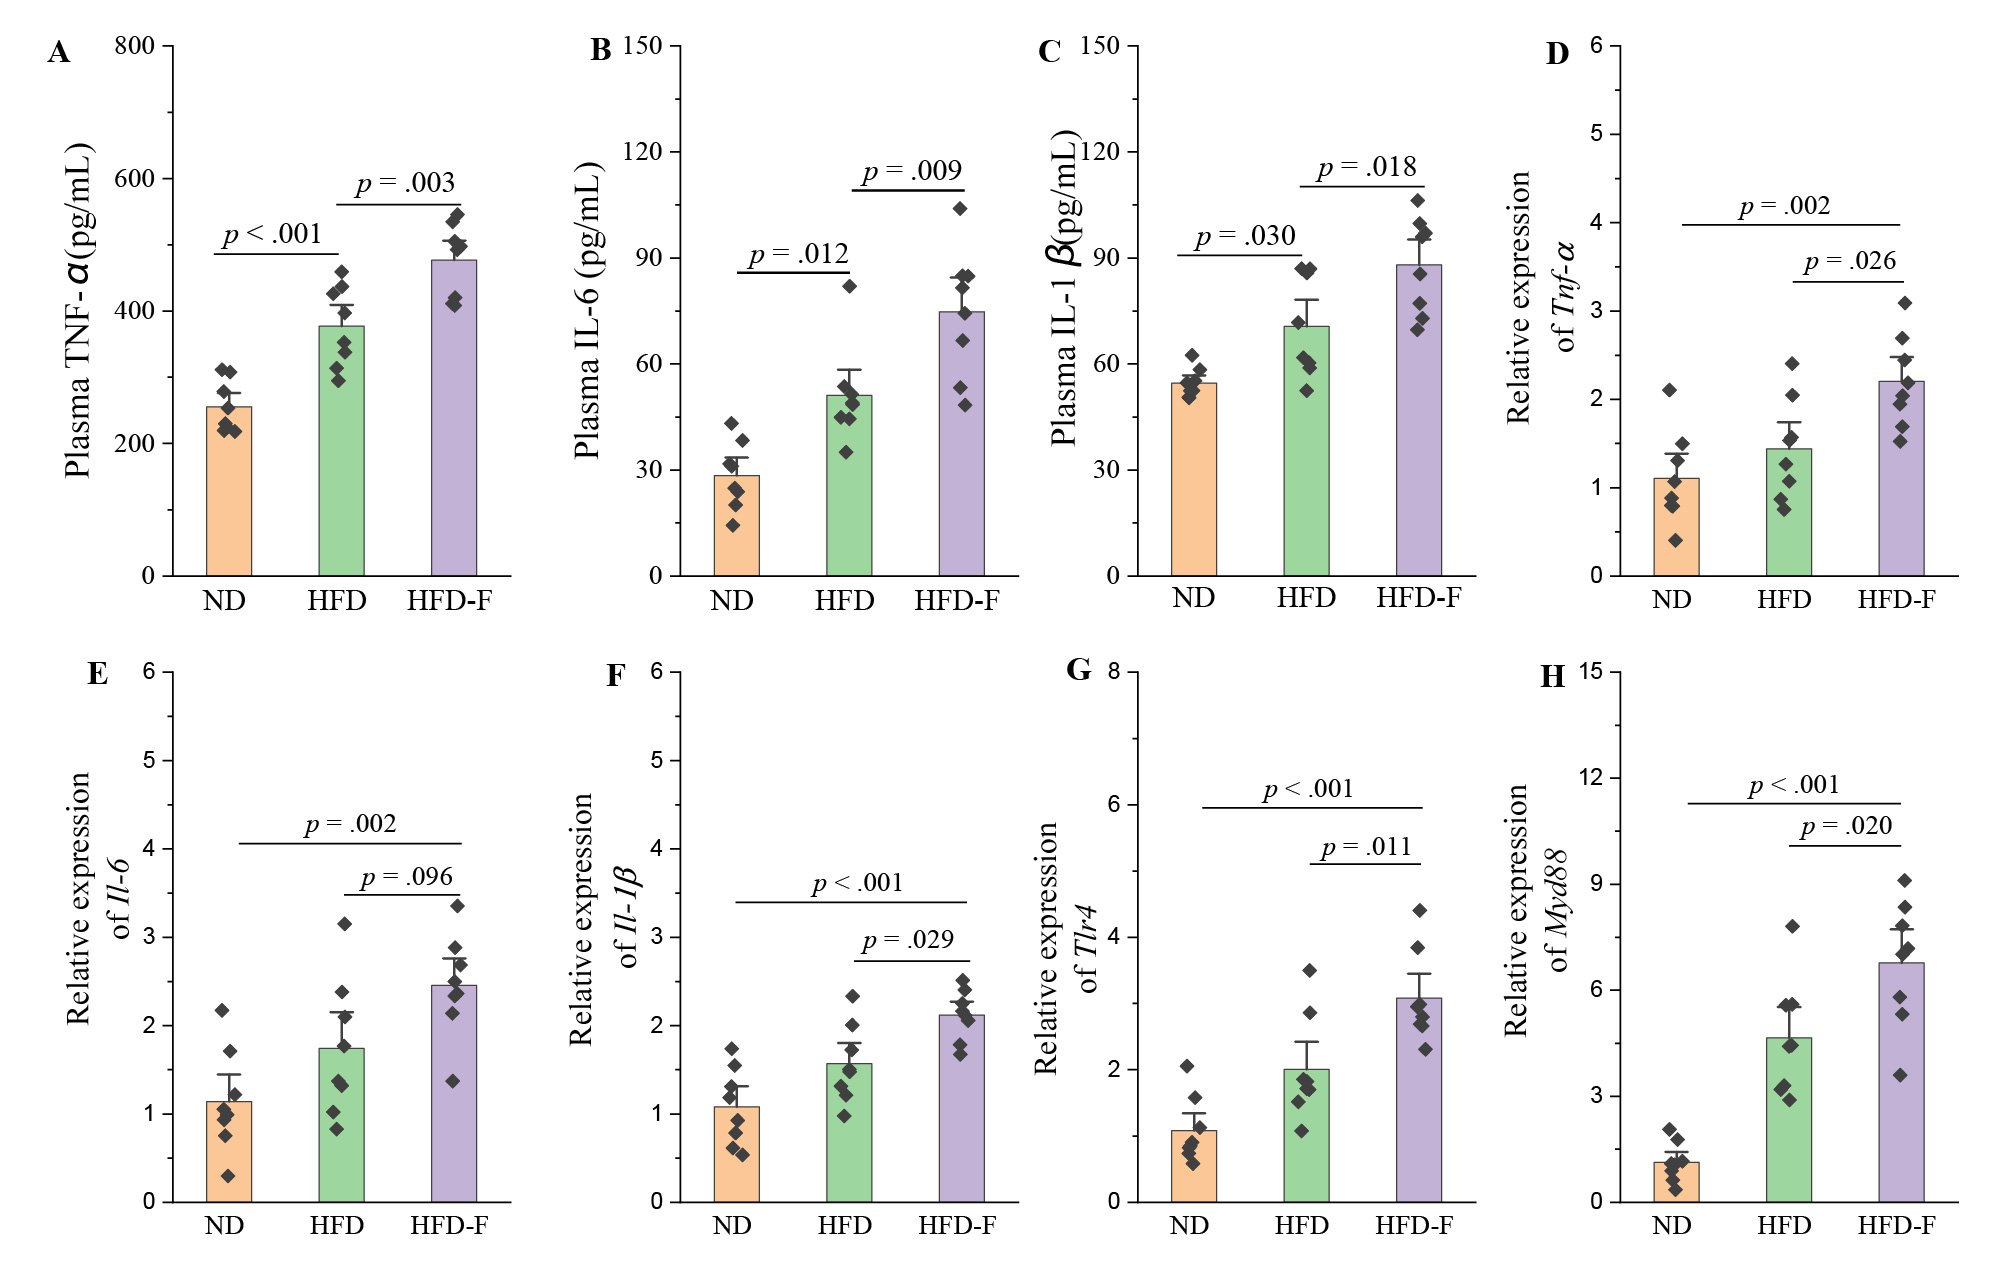 A
Plasma TNF-α(pg/mL)
800
600
400
200
0
p < .001
p = .003
ND HFD HFD-F
B
Plasma IL-6 (pg/mL)
150
120
90
60
30
0
p = .012
p = .009
ND HFD HFD-F
C
Plasma IL-1β(pg/mL)
150
120
90
60
30
0
p = .030
p = .018
ND HFD HFD-F
D
Relative expression
of Tnf-α
6
5
4
3
2
1
0
p = .002
p = .026
ND HFD HFD-F
E
Relative expression
of Il-6
6
5
4
3
2
1
0
p = .002
p = .096
ND HFD HFD-F
F
Relative expression
of Il-1β
6
5
4
3
2
1
0
p < .001
p = .029
ND HFD HFD-F
G
Relative expression
of Tlr4
8
6
4
2
0
p < .001
p = .011
ND HFD HFD-F
H
Relative expression
of Myd88
15
12
9
6
3
0
p < .001
p = .020
ND HFD HFD-F